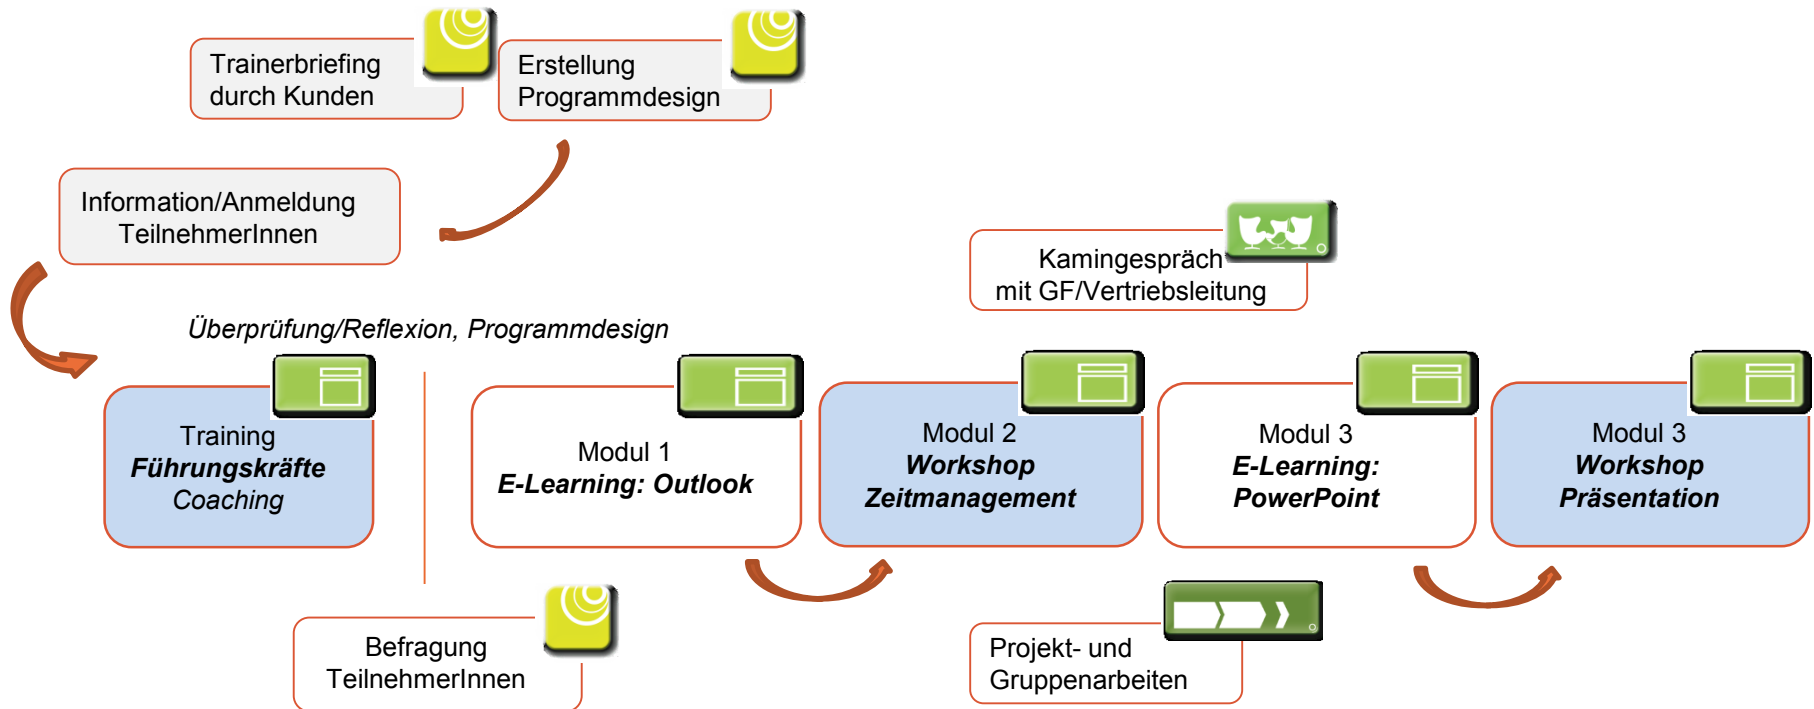 Trainerbriefing
durch Kunden
Erstellung
Programmdesign
Information/Anmeldung
TeilnehmerInnen
Kamingespräch
mit GF/Vertriebsleitung
Überprüfung/Reflexion, Programmdesign
Training
Führungskräfte
Coaching
Modul 1
E-Learning: Outlook
Modul 2
Workshop
Zeitmanagement
Modul 3
E-Learning:
PowerPoint
Modul 3
Workshop
Präsentation
Befragung
TeilnehmerInnen
Projekt- und
Gruppenarbeiten